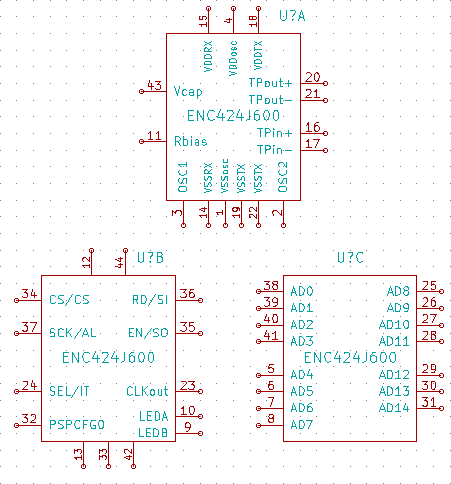 U?A
15 4 18
VDDRX VDDosc VDDTX
43 Vcap
TPout+ 20
TPout- 21
ENC424J600
11 Rbias
TPin+ 16
TPin- 17
OSC1 VSSRX VSSosc VSSTX VSSTX OSC2
3 14 1 19 22 2
U?B
12 44
34 CS/CS RD/SI 36
37 SCK/AL EN/SO 35
ENC424J600
24 SEL/IT CLKout 23
LEDA 10
32 PSPCFG0
LEDB 9
13 33 42
U?C
38 AD0 AD8 25
39 AD1 AD9 26
40 AD2 AD10 27
41 AD3 AD11 28
ENC424J600
5 AD4 AD12 29
6 AD5 AD13 30
7 AD6 AD14 31
8 AD7